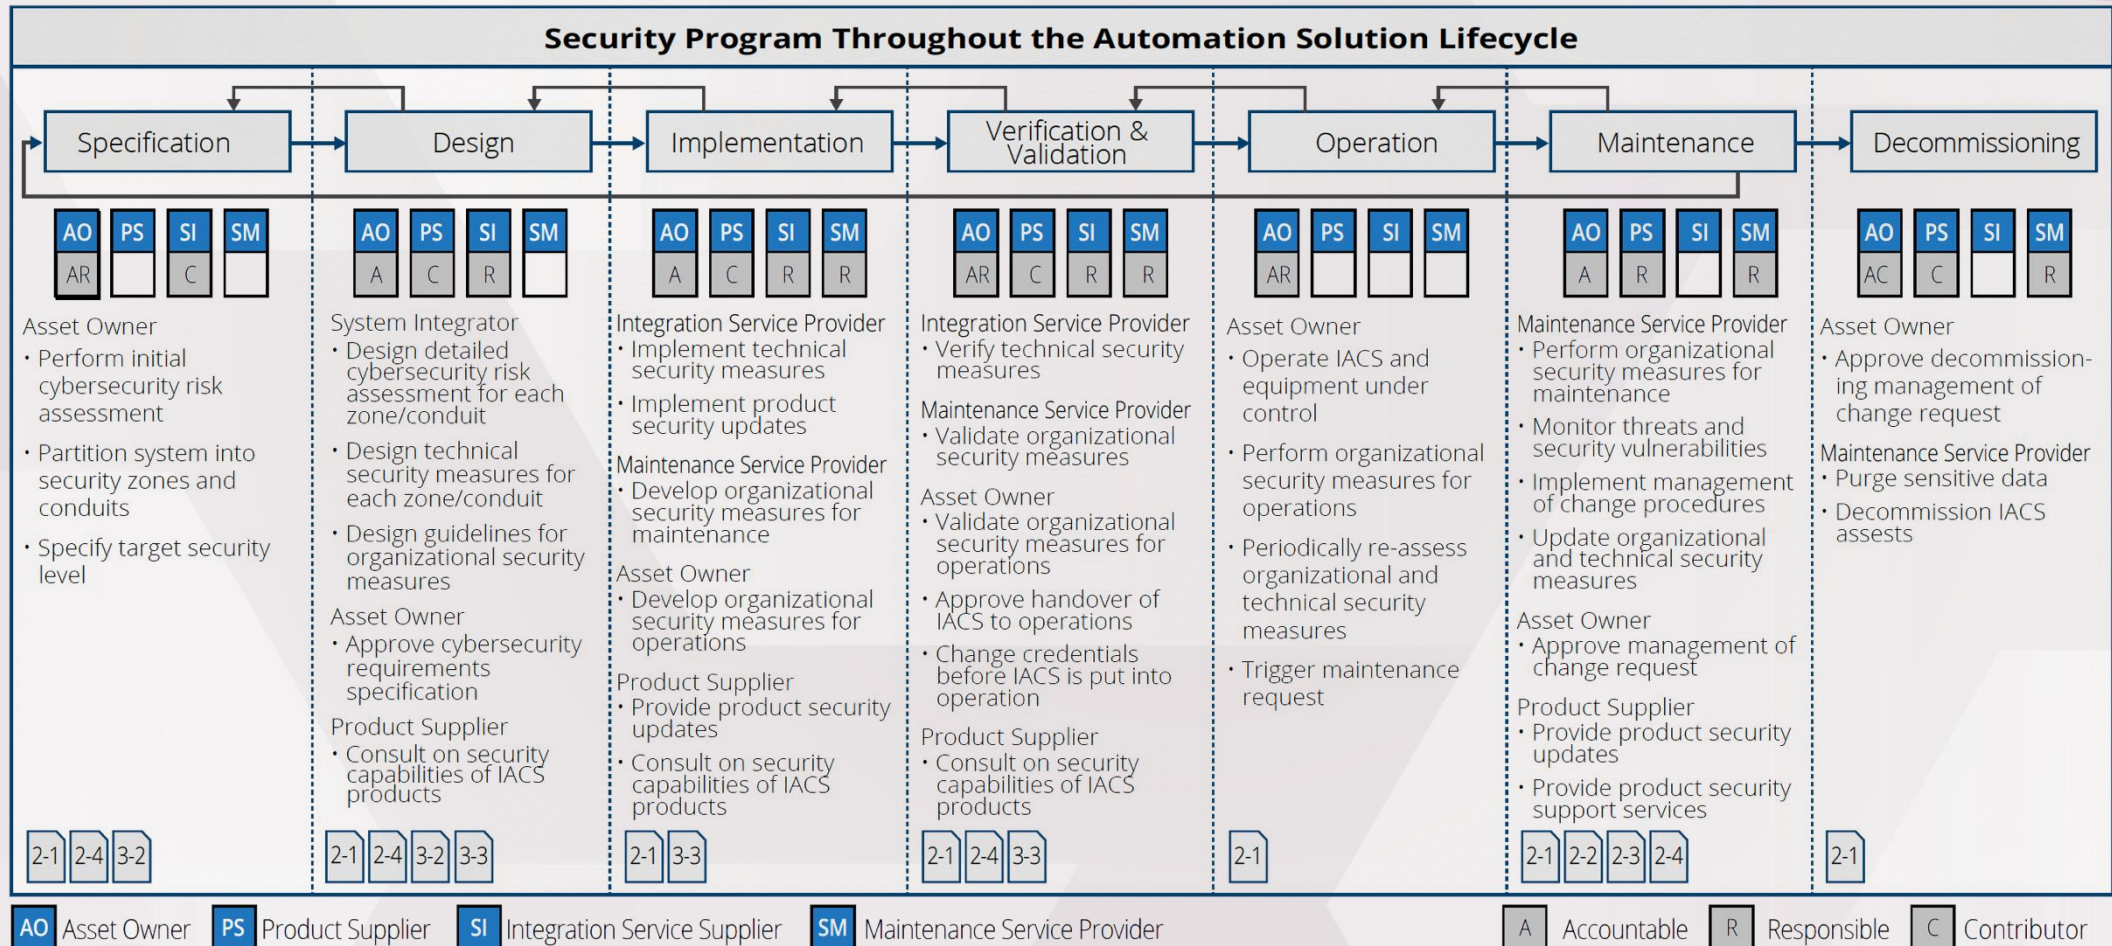 Security Program Throughout the Automation Solution Lifecycle
Specification
Design
Implementation
Verification &
Validation
Operation
Maintenance
Decommissioning
AO PS SI SM
AR C
Asset Owner
· Perform initial
cybersecurity risk
assessment
· Partition system into
security zones and
conduits
· Specify target security
level
2-1 2-4 3-2
AO PS SI SM
A C R
System Integrator
· Design detailed
cybersecurity risk
assessment for each
zone/conduit
· Design technical
security measures for
each zone/conduit
· Design guidelines for
organizational security
measures
Asset Owner
· Approve cybersecurity
requirements
specification
Product Supplier
· Consult on security
capabilities of IACS
products
2-1 2-4 3-2 3-3
AO PS SI SM
A C R R
Integration Service Provider
· Implement technical
security measures
· Implement product
security updates
Maintenance Service Provider
· Develop organizational
security measures for
maintenance
Asset Owner
· Develop organizational
security measures for
operations
Product Supplier
· Provide product security
updates
· Consult on security
capabilities of IACS
products
2-1 3-3
AO PS SI SM
AR C R R
Integration Service Provider
· Verify technical security
measures
Maintenance Service Provider
· Validate organizational
security measures
Asset Owner
· Validate organizational
security measures for
operations
· Approve handover of
IACS to operations
· Change credentials
before IACS is put into
operation
Product Supplier
· Consult on security
capabilities of IACS
products
2-1 2-4 3-3
AO PS SI SM
AR
Asset Owner
· Operate IACS and
equipment under
control
· Perform organizational
security measures for
operations
· Periodically re-assess
organizational and
technical security
measures
· Trigger maintenance
request
2-1
AO PS SI SM
A R R
Maintenance Service Provider
· Perform organizational
security measures for
maintenance
· Monitor threats and
security vulnerabilities
· Implement management
of change procedures
· Update organizational
and technical security
measures
Asset Owner
· Approve management of
change request
Product Supplier
· Provide product security
updates
· Provide product security
support services
2-1 2-2 2-3 2-4
AO PS SI SM
AC C R
Asset Owner
· Approve decommission-
ing management of
change request
Maintenance Service Provider
· Purge sensitive data
· Decommission IACS
assests
2-1
AO Asset Owner PS Product Supplier SI Integration Service Supplier SM Maintenance Service Provider A Accountable R Responsible C Contributor